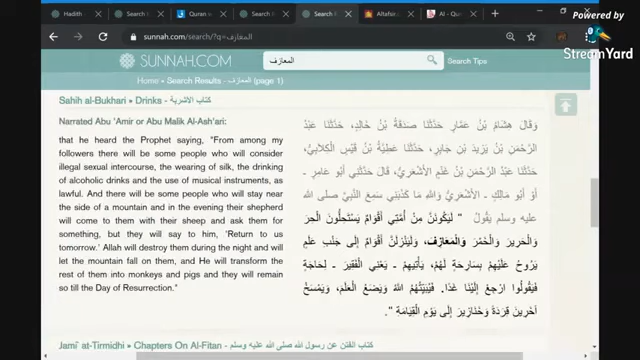 Powered by
StreamYard
Hadith
Quran w
Search R
Search R
Search R
Altafsir
Al - Qur
sunnah.com/search/?q=المعازف
SUNNAH.COM
المعازف
Search Tips
Home » Search Results - المعازف (page 1)
Sahih al-Bukhari » Drinks - كتاب الأشربة
Narrated Abu 'Amir or Abu Malik Al-Ash'ari:
that he heard the Prophet saying, "From among my
followers there will be some people who will consider
illegal sexual intercourse, the wearing of silk, the
drinking of alcoholic drinks and the use of musical instruments, as
lawful. And there will be some people who will stay near
the side of a mountain and in the evening their shepherd
will come to them with their sheep and ask them for
something, but they will say to him, 'Return to us
tomorrow.' Allah will destroy them during the night and will
let the mountain fall on them, and He will transform the
rest of them into monkeys and pigs and they will remain
so till the Day of Resurrection."
وَقَالَ هِشَامُ بْنُ عَمَّارٍ حَدَّثَنَا صَدَقَةُ بْنُ خَالِدٍ، حَدَّثَنَا عَبْدُ
الرَّحْمَنِ بْنُ يَزِيدَ بْنِ جَابِرٍ، حَدَّثَنَا عَطِيَّةُ بْنُ قَيْسٍ الْكِلاَبِيُّ،
حَدَّثَنَا عَبْدُ الرَّحْمَنِ بْنُ غَنْمٍ الأَشْعَرِيُّ، قَالَ حَدَّثَنِي أَبُو عَامِرٍ ـ
أَوْ أَبُو مَالِكٍ ـ الأَشْعَرِيُّ وَاللَّهِ مَا كَذَبَنِي سَمِعَ النَّبِيَّ صلى الله
عليه وسلم يَقُولُ " لَيَكُونَنَّ مِنْ أُمَّتِي أَقْوَامٌ يَسْتَحِلُّونَ الْحِرَ
وَالْحَرِيرَ وَالْخَمْرَ وَالْمَعَازِفَ، وَلَيَنْزِلَنَّ أَقْوَامٌ إِلَى جَنْبِ عَلَمٍ
يَرُوحُ عَلَيْهِمْ بِسَارِحَةٍ لَهُمْ، يَأْتِيهِمْ ـ يَعْنِي الْفَقِيرَ ـ لِحَاجَةٍ
فَيَقُولُوا ارْجِعْ إِلَيْنَا غَدًا. فَيُبَيِّتُهُمُ اللَّهُ وَيَضَعُ الْعَلَمَ، وَيَمْسَخُ
آخَرِينَ قِرَدَةً وَخَنَازِيرَ إِلَى يَوْمِ الْقِيَامَةِ ".
Jami` at-Tirmidhi » Chapters On Al-Fitan - كتاب الفتن عن رسول الله صلى الله عليه وسلم